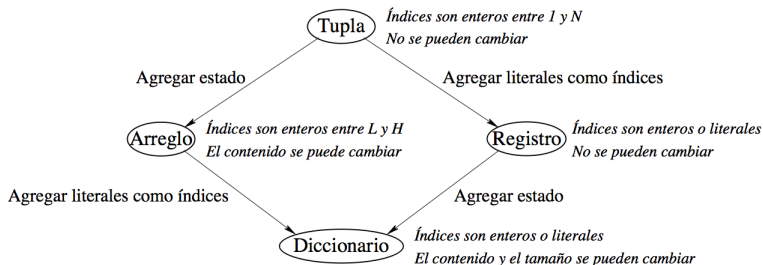 Tupla
Índices son enteros entre 1 y N
No se pueden cambiar
Agregar estado
Agregar literales como índices
Arreglo
Índices son enteros entre L y H
El contenido se puede cambiar
Registro
Índices son enteros o literales
No se pueden cambiar
Agregar literales como índices
Agregar estado
Diccionario
Índices son enteros o literales
El contenido y el tamaño se pueden cambiar